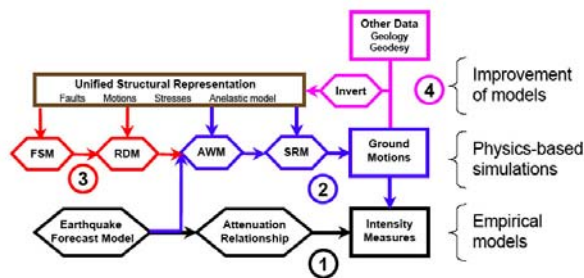 Other Data
Geology
Geodesy
Improvement
of models
4
Invert
Unified Structural Representation
Faults Motions Stresses Anelastic model
FSM RDM AWM SRM
Ground
Motions
Physics-based
simulations
3
2
Earthquake
Forecast Model
Attenuation
Relationship
Intensity
Measures
Empirical
models
1